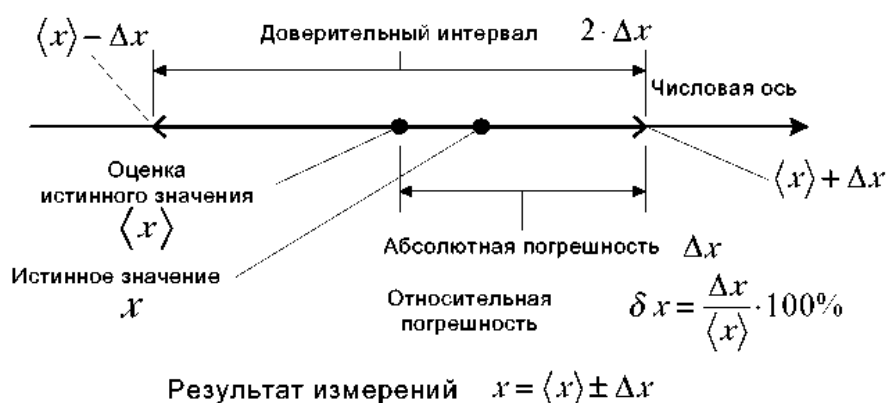 ⟨x⟩ − Δx
Доверительный интервал 2 · Δx
Числовая ось
Оценка
истинного значения
⟨x⟩
⟨x⟩ + Δx
Абсолютная погрешность Δx
Истинное значение
x
Относительная
погрешность
δ x = Δx/⟨x⟩ · 100%
Результат измерений x = ⟨x⟩ ± Δx